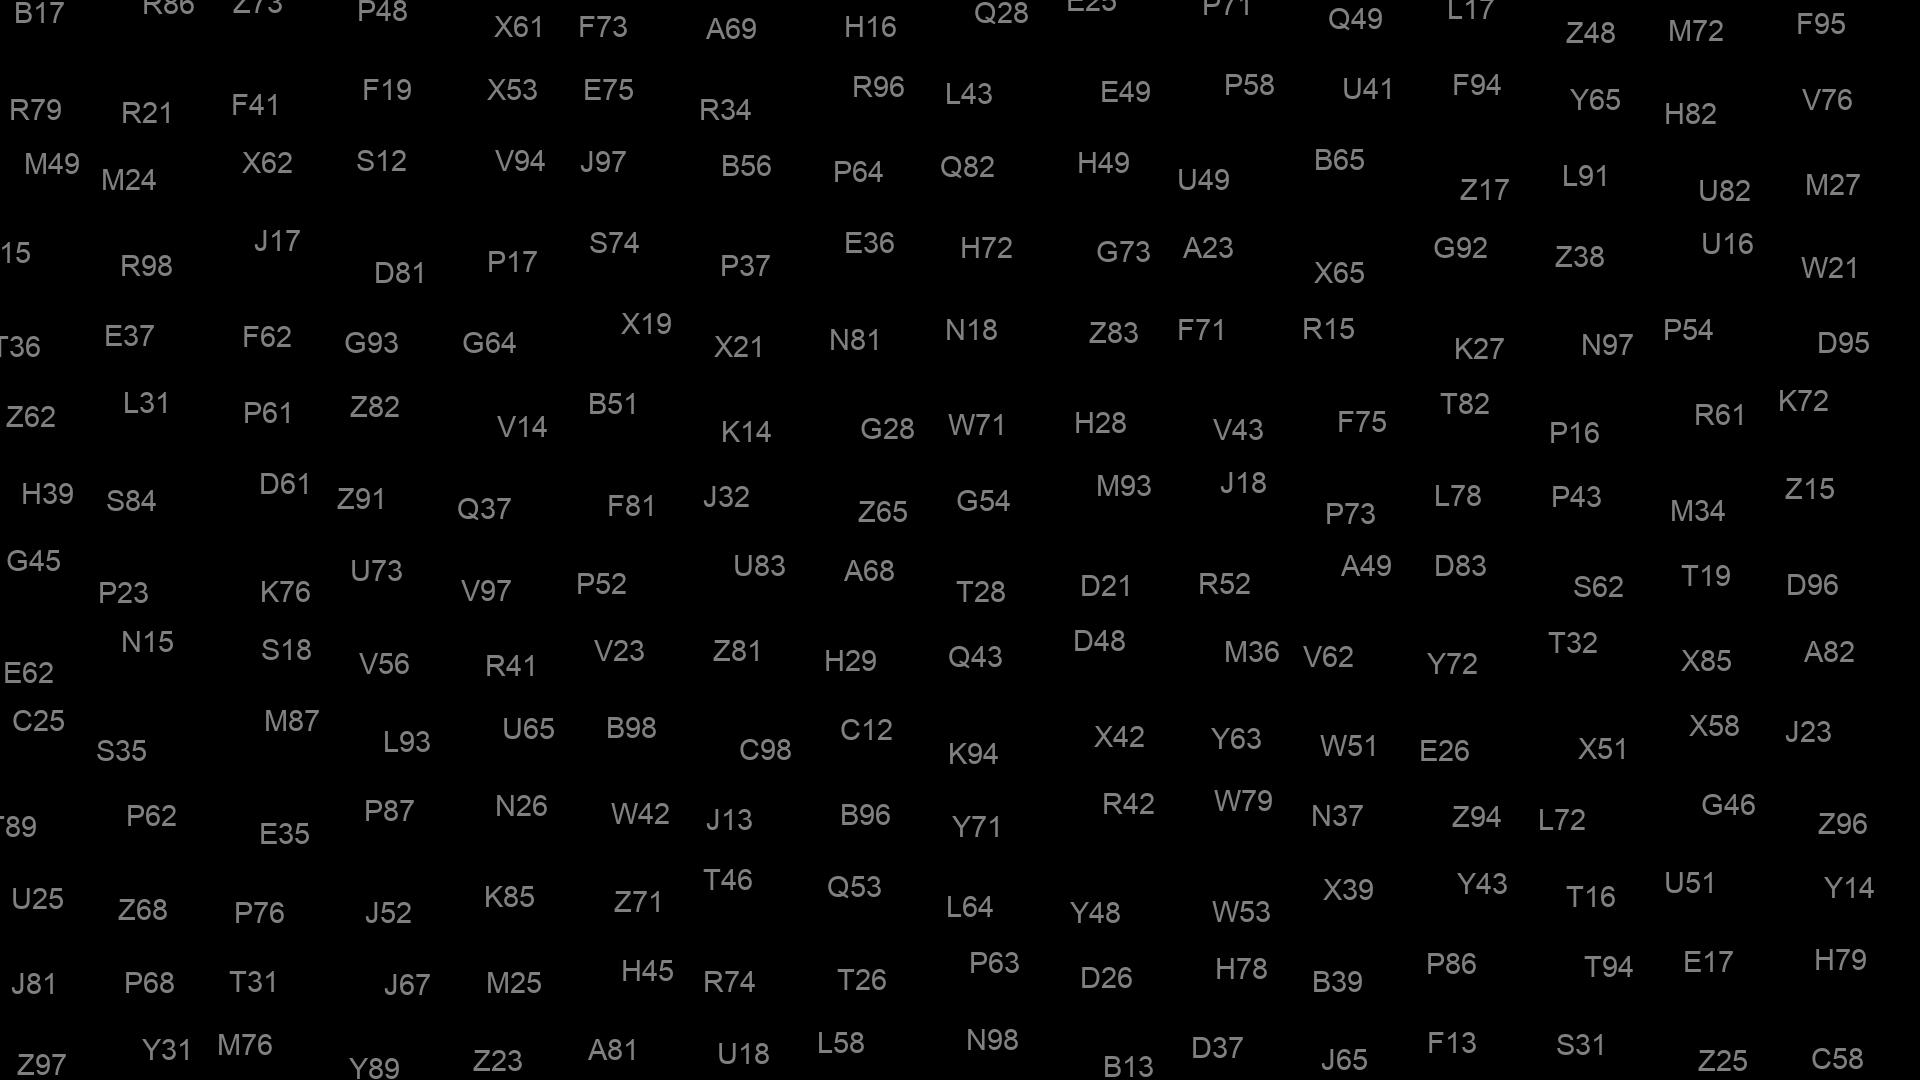 B17 R86 Z73 P48 X61 F73 A69 H16 Q28 E25 P71 Q49 L17 Z48 M72 F95
R79 R21 F41 F19 X53 E75 R34 R96 L43 E49 P58 U41 F94 Y65 H82 V76
M49 M24 X62 S12 V94 J97 B56 P64 Q82 H49 U49 B65 Z17 L91 U82 M27
15 R98 J17 D81 P17 S74 P37 E36 H72 G73 A23 X65 G92 Z38 U16 W21
T36 E37 F62 G93 G64 X19 X21 N81 N18 Z83 F71 R15 K27 N97 P54 D95
Z62 L31 P61 Z82 V14 B51 K14 G28 W71 H28 V43 F75 T82 P16 R61 K72
H39 S84 D61 Z91 Q37 F81 J32 Z65 G54 M93 J18 P73 L78 P43 M34 Z15
G45 P23 K76 U73 V97 P52 U83 A68 T28 D21 R52 A49 D83 S62 T19 D96
E62 N15 S18 V56 R41 V23 Z81 H29 Q43 D48 M36 V62 Y72 T32 X85 A82
C25 S35 M87 L93 U65 B98 C98 C12 K94 X42 Y63 W51 E26 X51 X58 J23
89 P62 E35 P87 N26 W42 J13 B96 Y71 R42 W79 N37 Z94 L72 G46 Z96
U25 Z68 P76 J52 K85 Z71 T46 Q53 L64 Y48 W53 X39 Y43 T16 U51 Y14
J81 P68 T31 J67 M25 H45 R74 T26 P63 D26 H78 B39 P86 T94 E17 H79
Z97 Y31 M76 Y89 Z23 A81 U18 L58 N98 B13 D37 J65 F13 S31 Z25 C58